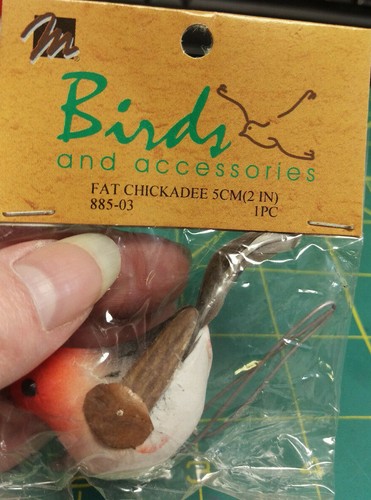 m
Birds
and accessories
FAT CHICKADEE 5CM(2 IN)
885-03 1PC